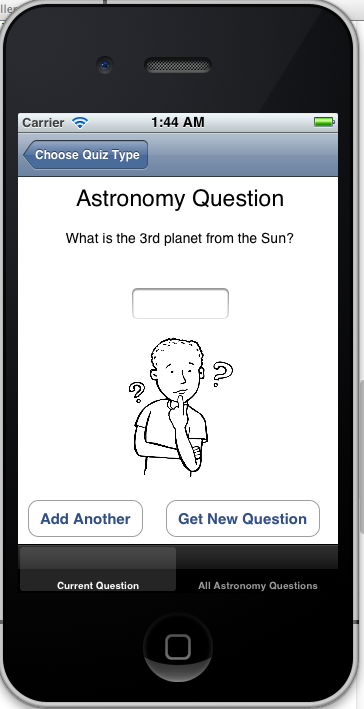 Carrier 1:44 AM
Choose Quiz Type
Astronomy Question
What is the 3rd planet from the Sun?
? ?
Add Another Get New Question
Current Question All Astronomy Questions